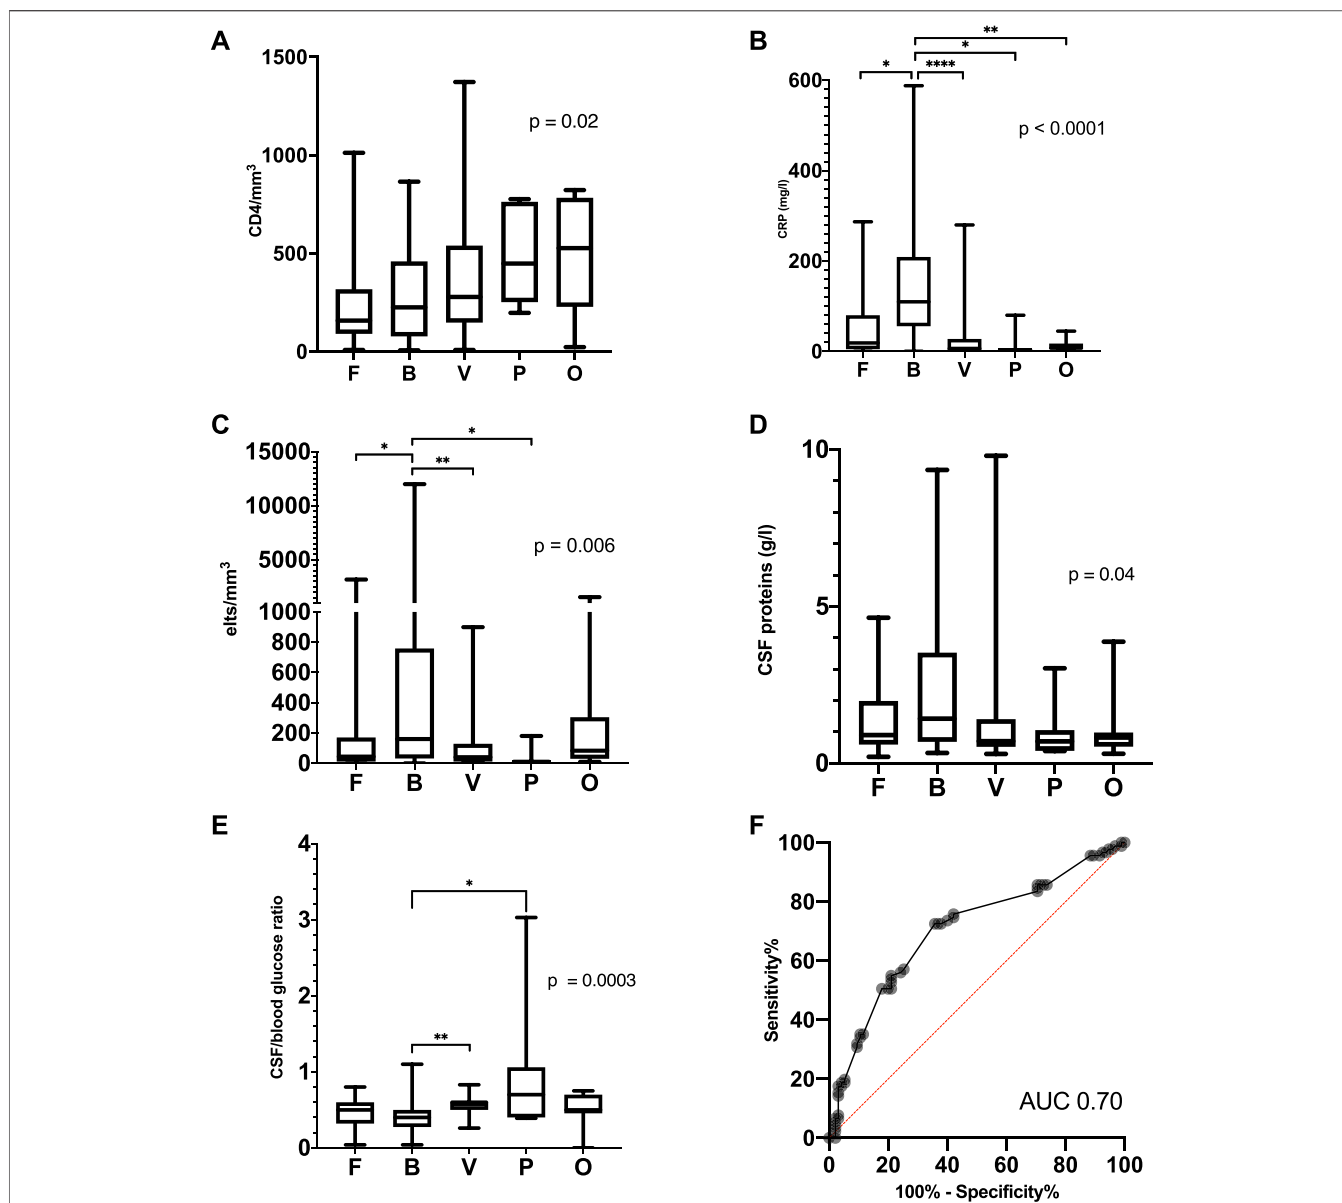 A
1500
1000
500
0
CD4/mm³
p = 0.02
F B V P O
B
**
*
* ****
600
400
200
0
CRP (mg/l)
p < 0.0001
F B V P O
C
*
* **
15000
10000
5000
1000
800
600
400
200
0
elts/mm³
p = 0.006
F B V P O
D
10
5
0
CSF proteins (g/l)
p = 0.04
F B V P O
E
4
3
2
1
0
CSF/blood glucose ratio
*
**
p = 0.0003
F B V P O
F
100
80
60
40
20
0
Sensitivity%
AUC 0.70
0 20 40 60 80 100
100% - Specificity%